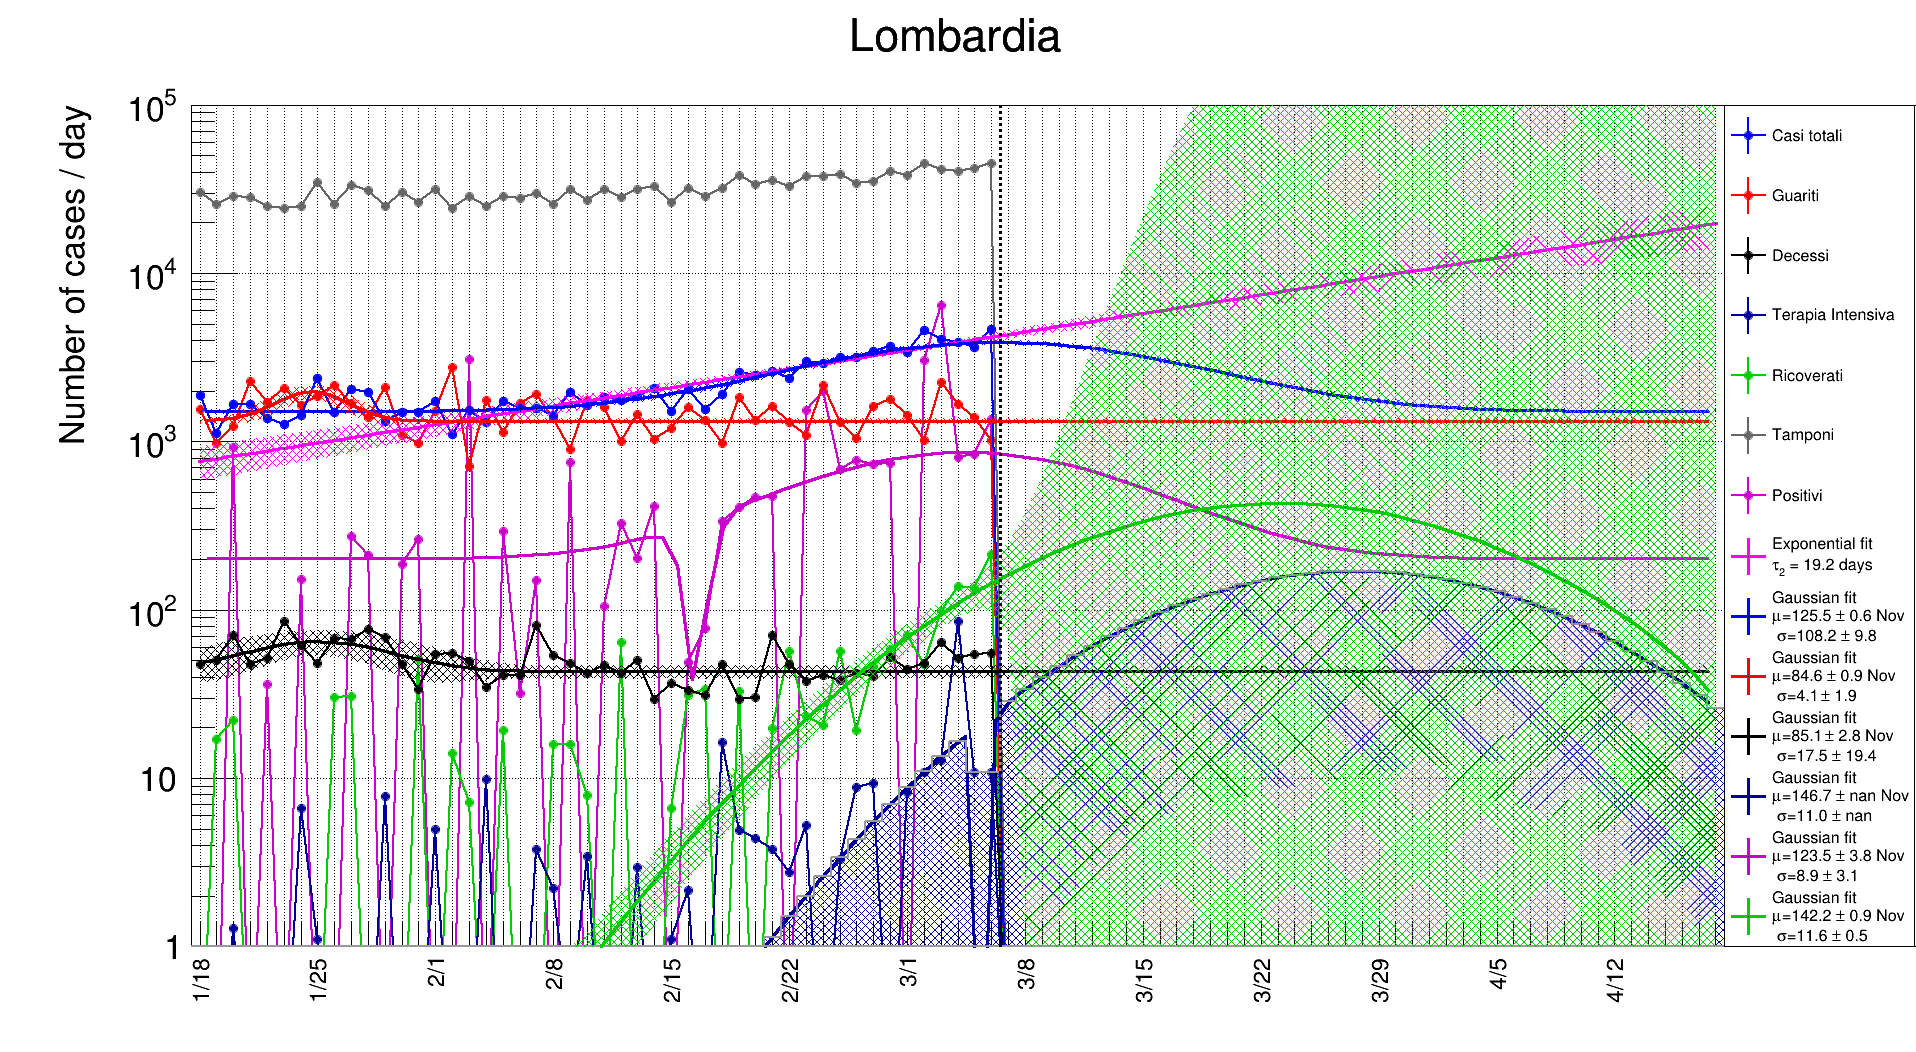 Lombardia
Number of cases / day
10^5
10^4
10^3
10^2
10
1
1/18
1/25
2/1
2/8
2/15
2/22
3/1
3/8
3/15
3/22
3/29
4/5
4/12
Casi totali
Guariti
Decessi
Terapia Intensiva
Ricoverati
Tamponi
Positivi
Exponential fit
τ_2 = 19.2 days
Gaussian fit
μ=125.5 ± 0.6 Nov
σ=108.2 ± 9.8
Gaussian fit
μ=84.6 ± 0.9 Nov
σ=4.1 ± 1.9
Gaussian fit
μ=85.1 ± 2.8 Nov
σ=17.5 ± 19.4
Gaussian fit
μ=146.7 ± nan Nov
σ=11.0 ± nan
Gaussian fit
μ=123.5 ± 3.8 Nov
σ=8.9 ± 3.1
Gaussian fit
μ=142.2 ± 0.9 Nov
σ=11.6 ± 0.5